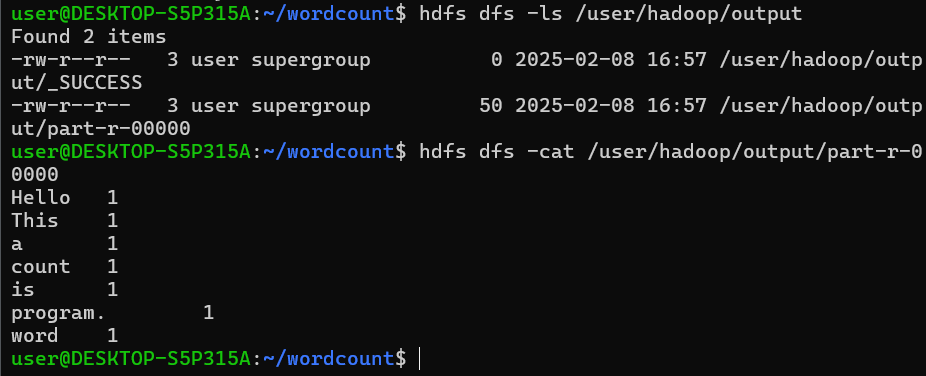 user@DESKTOP-S5P315A:~/wordcount$ hdfs dfs -ls /user/hadoop/output
Found 2 items
-rw-r--r--   3 user supergroup          0 2025-02-08 16:57 /user/hadoop/outp
ut/_SUCCESS
-rw-r--r--   3 user supergroup         50 2025-02-08 16:57 /user/hadoop/outp
ut/part-r-00000
user@DESKTOP-S5P315A:~/wordcount$ hdfs dfs -cat /user/hadoop/output/part-r-0
0000
Hello   1
This    1
a       1
count   1
is      1
program.        1
word    1
user@DESKTOP-S5P315A:~/wordcount$